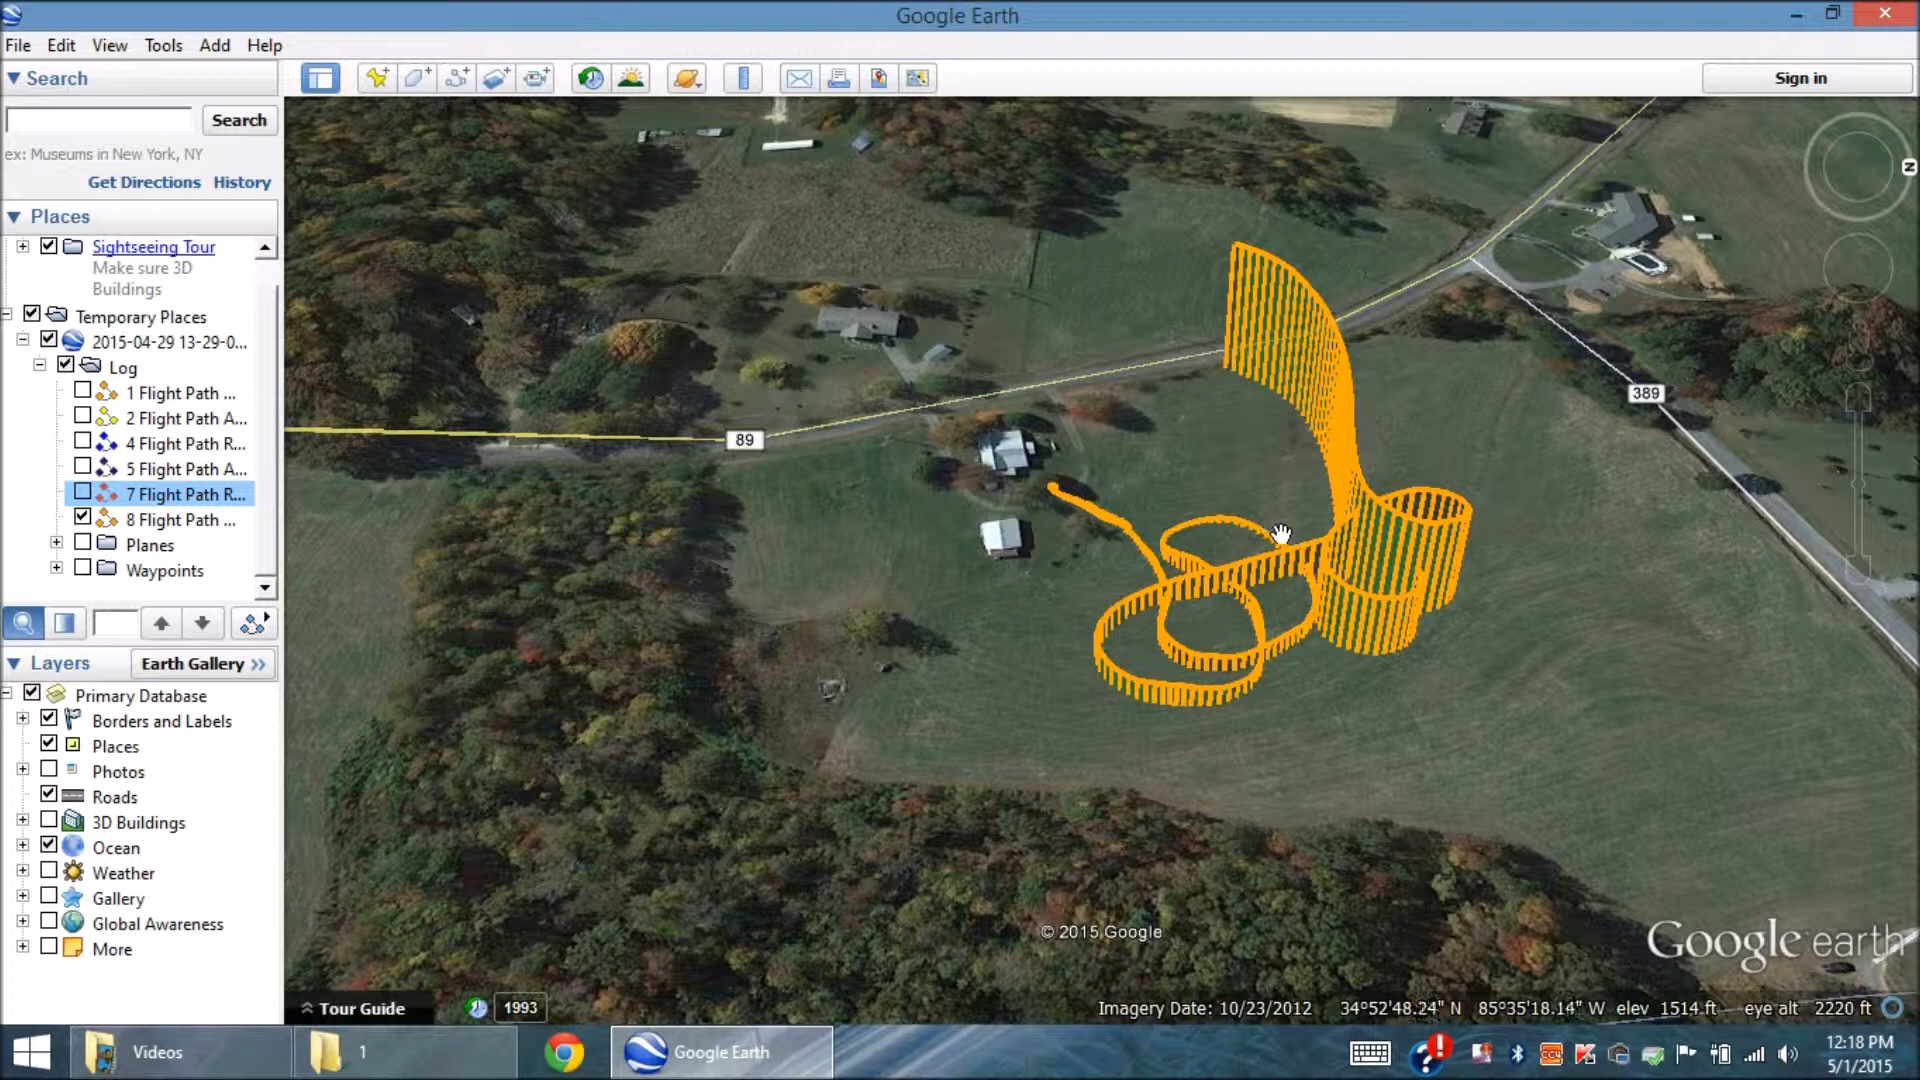 Google Earth
File Edit View Tools Add Help
Search
Sign in
Search
ex: Museums in New York, NY
Get Directions History
Places
Sightseeing Tour
Make sure 3D
Buildings
Temporary Places
2015-04-29 13-29-0...
Log
1 Flight Path ...
2 Flight Path A...
4 Flight Path R...
5 Flight Path A...
7 Flight Path R...
8 Flight Path ...
Planes
Waypoints
Layers
Earth Gallery >>
Primary Database
Borders and Labels
Places
Photos
Roads
3D Buildings
Ocean
Weather
Gallery
Global Awareness
More
N
389
89
© 2015 Google
Google earth
Tour Guide
1993
Imagery Date: 10/23/2012 34°52'48.24" N 85°35'18.14" W elev 1514 ft eye alt 2220 ft
Videos
1
Google Earth
12:18 PM
5/1/2015